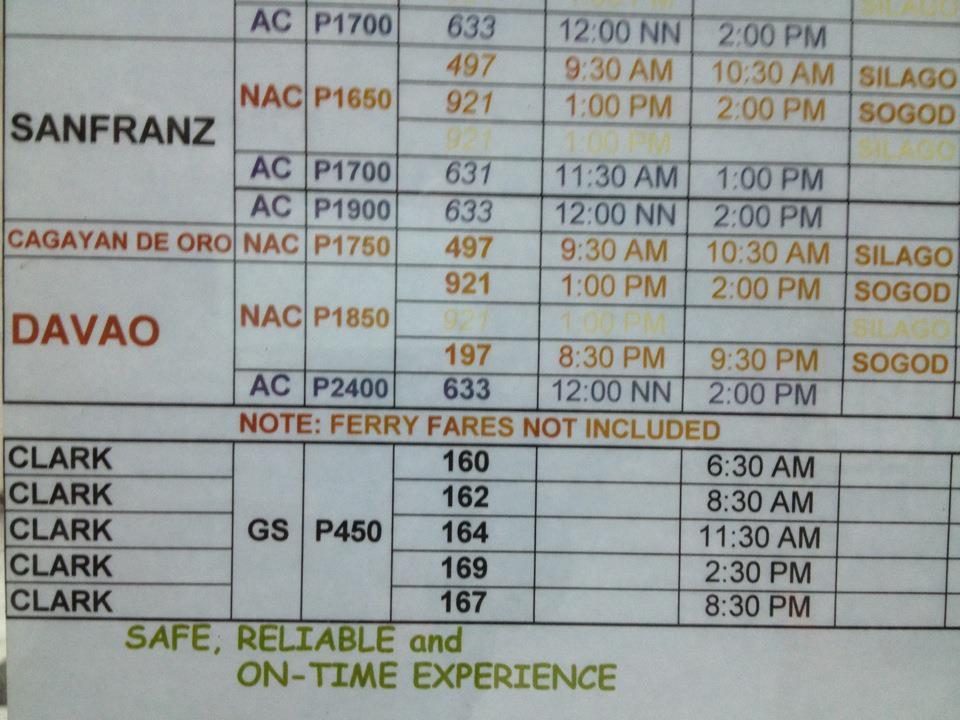 SILAGO
AC P1700 633 12:00 NN 2:00 PM
497 9:30 AM 10:30 AM SILAGO
NAC P1650 921 1:00 PM 2:00 PM SOGOD
SANFRANZ 921 1:00 PM SILAGO
AC P1700 631 11:30 AM 1:00 PM
AC P1900 633 12:00 NN 2:00 PM
CAGAYAN DE ORO NAC P1750 497 9:30 AM 10:30 AM SILAGO
921 1:00 PM 2:00 PM SOGOD
DAVAO NAC P1850 921 1:00 PM SILAGO
197 8:30 PM 9:30 PM SOGOD
AC P2400 633 12:00 NN 2:00 PM
NOTE: FERRY FARES NOT INCLUDED
CLARK 160 6:30 AM
CLARK 162 8:30 AM
CLARK GS P450 164 11:30 AM
CLARK 169 2:30 PM
CLARK 167 8:30 PM
SAFE, RELIABLE and
ON-TIME EXPERIENCE